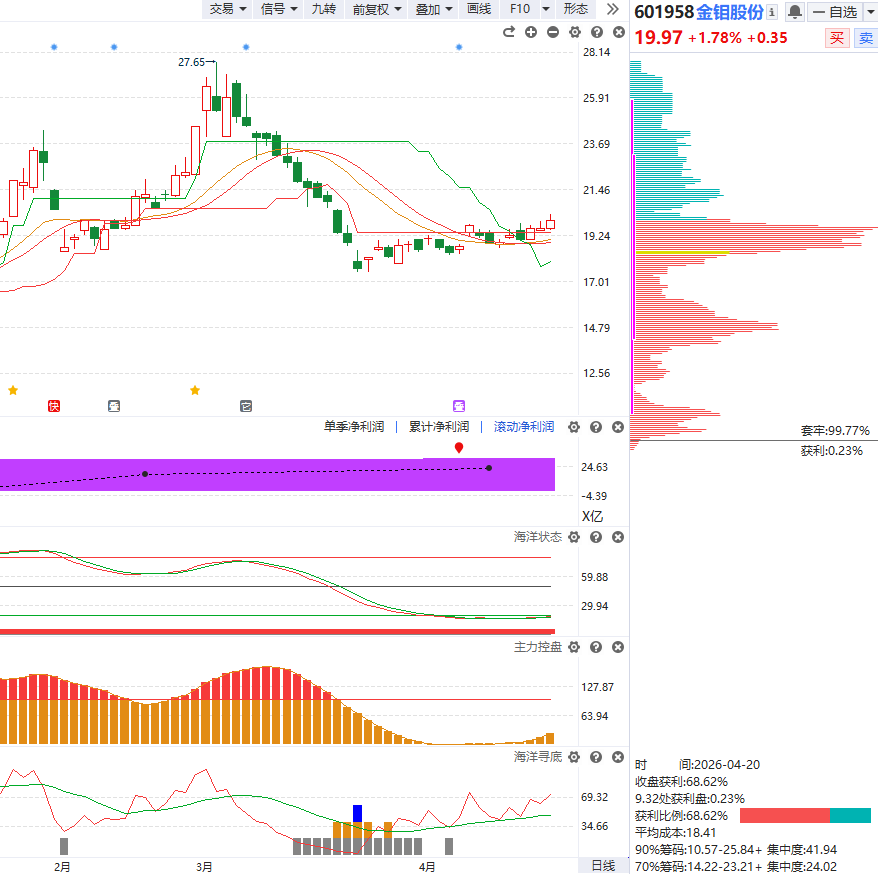 交易 信号 九转 前复权 叠加 画线 F10 形态
601958金钼股份 自选
19.97 +1.78% +0.35 买 卖
28.14
27.65
25.91
23.69
21.46
19.24
17.01
14.79
12.56
快
套牢:99.77%
获利:0.23%
单季净利润 | 累计净利润 | 滚动净利润
24.63
-4.39
X亿
海洋状态
59.88
29.94
主力控盘
127.87
63.94
海洋寻底
69.32
34.66
2月 3月 4月 日线
时 间:2026-04-20
收盘获利:68.62%
9.32处获利盘:0.23%
获利比例:68.62%
平均成本:18.41
90%筹码:10.57-25.84+ 集中度:41.94
70%筹码:14.22-23.21+ 集中度:24.02